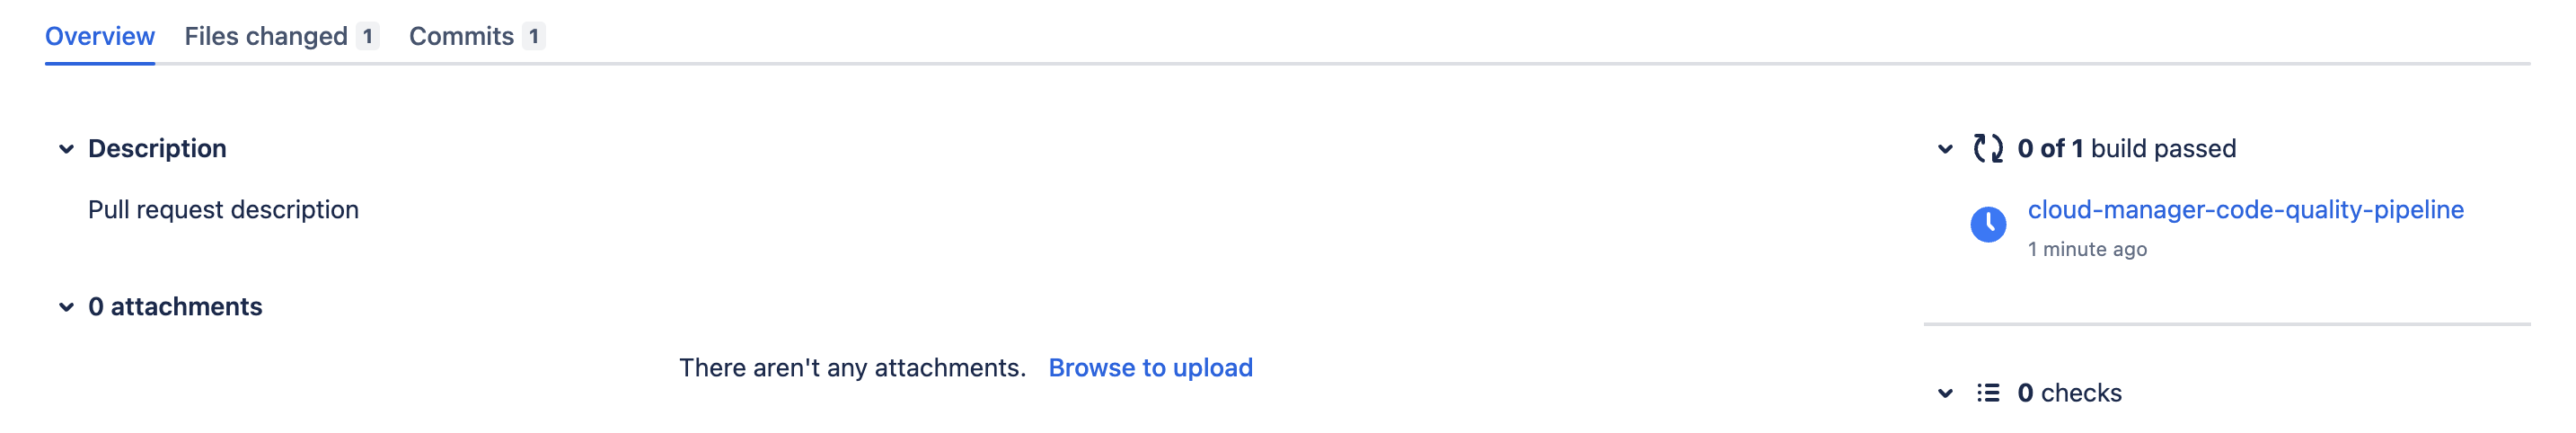 Overview Files changed 1 Commits 1
Description
Pull request description
0 attachments
There aren't any attachments. Browse to upload
0 of 1 build passed
cloud-manager-code-quality-pipeline
1 minute ago
0 checks